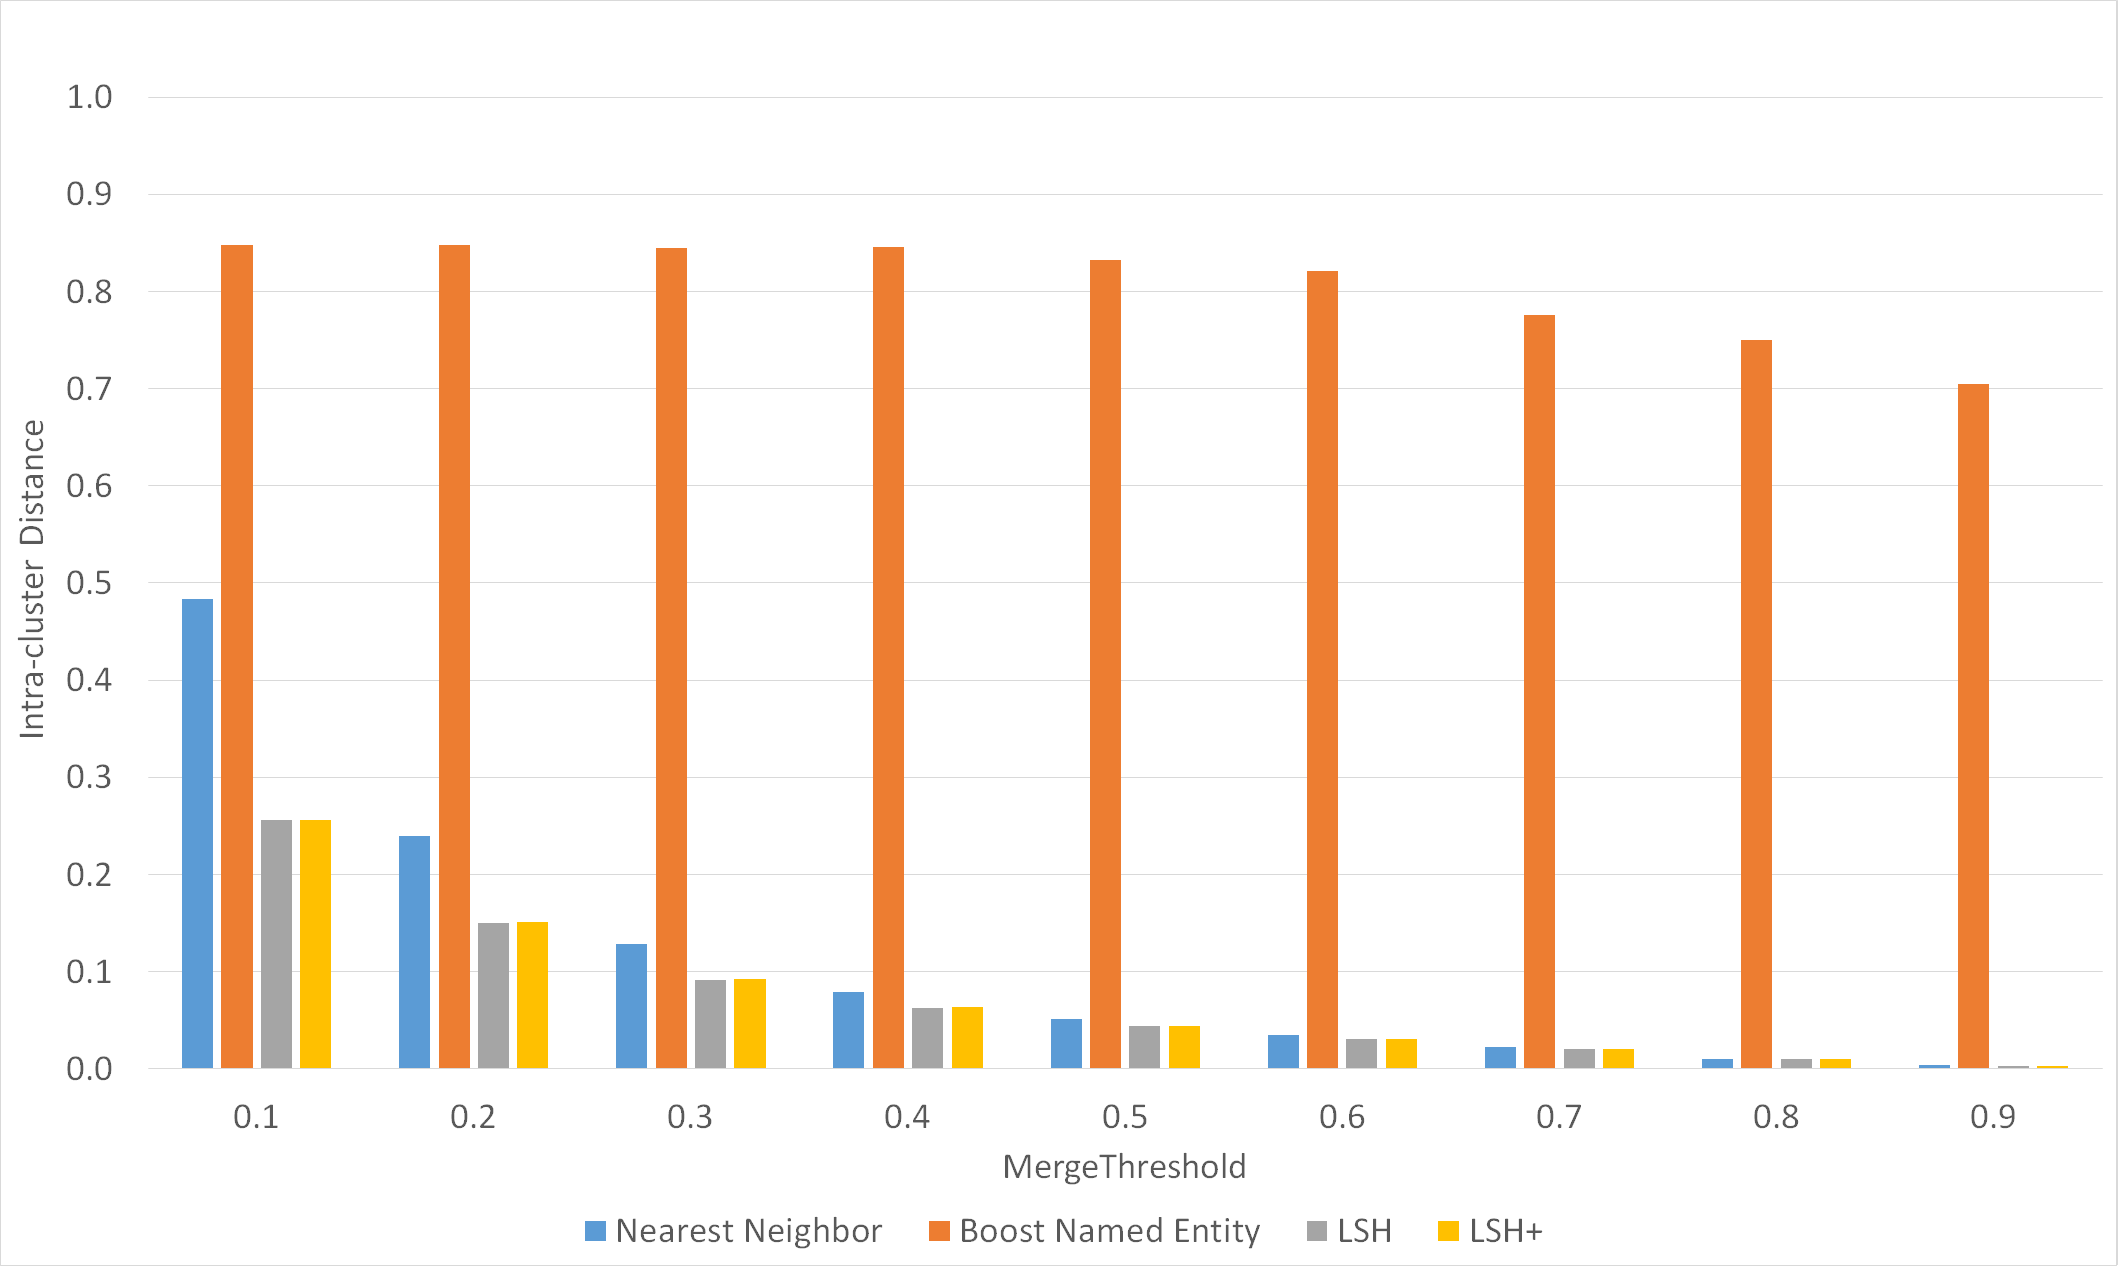 1.0
0.9
0.8
0.7
0.6
0.5
0.4
0.3
0.2
0.1
0.0
Intra-cluster Distance
0.1 0.2 0.3 0.4 0.5 0.6 0.7 0.8 0.9
MergeThreshold
Nearest Neighbor Boost Named Entity LSH LSH+